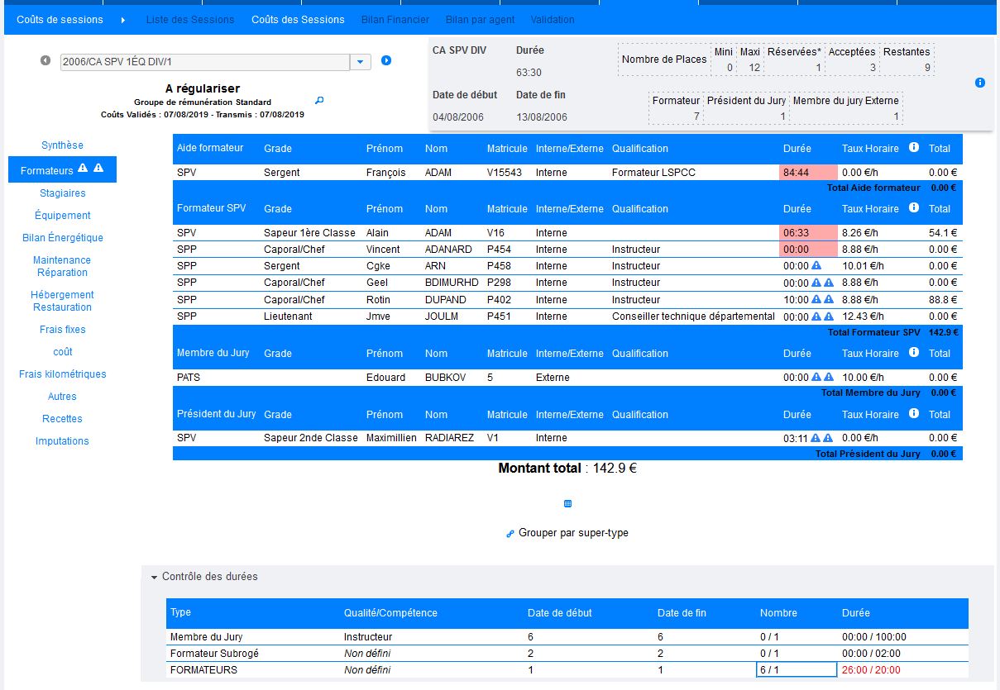 Coûts de sessions Liste des Sessions Coûts des Sessions Bilan Financier Bilan par agent Validation
2006/CA SPV 1ÉQ DIV/1
A régulariser
Groupe de rémunération Standard
Coûts Validés : 07/08/2019 - Transmis : 07/08/2019
CA SPV DIV Durée
63:30
Date de début Date de fin
04/08/2006 13/08/2006
Nombre de Places Mini Maxi Réservées* Acceptées Restantes
0 12 1 3 9
Formateur Président du Jury Membre du jury Externe
7 1 1
Synthèse
Formateurs
Stagiaires
Équipement
Bilan Énergétique
Maintenance
Réparation
Hébergement
Restauration
Frais fixes
coût
Frais kilométriques
Autres
Recettes
Imputations
Aide formateur Grade Prénom Nom Matricule Interne/Externe Qualification Durée Taux Horaire Total
SPV Sergent François ADAM V15543 Interne Formateur LSPCC 84:44 0.00 €/h 0.00 €
Total Aide formateur 0.00 €
Formateur SPV Grade Prénom Nom Matricule Interne/Externe Qualification Durée Taux Horaire Total
SPV Sapeur 1ère Classe Alain ADAM V16 Interne 06:33 8.26 €/h 54.1 €
SPP Caporal/Chef Vincent ADANARD P454 Interne Instructeur 00:00 8.88 €/h 0.00 €
SPP Sergent Cgke ARN P458 Interne Instructeur 00:00 10.01 €/h 0.00 €
SPP Caporal/Chef Geel BDIMURHD P298 Interne Instructeur 00:00 8.88 €/h 0.00 €
SPP Caporal/Chef Rotin DUPAND P402 Interne Instructeur 10:00 8.88 €/h 88.8 €
SPP Lieutenant Jmve JOULM P451 Interne Conseiller technique départemental 00:00 12.43 €/h 0.00 €
Total Formateur SPV 142.9 €
Membre du Jury Grade Prénom Nom Matricule Interne/Externe Qualification Durée Taux Horaire Total
PATS Edouard BUBKOV 5 Externe 00:00 10.00 €/h 0.00 €
Total Membre du Jury 0.00 €
Président du Jury Grade Prénom Nom Matricule Interne/Externe Qualification Durée Taux Horaire Total
SPV Sapeur 2nde Classe Maximillien RADIAREZ V1 Interne 03:11 0.00 €/h 0.00 €
Total Président du Jury 0.00 €
Montant total : 142.9 €
Grouper par super-type
Contrôle des durées
Type Qualité/Compétence Date de début Date de fin Nombre Durée
Membre du Jury Instructeur 6 6 0 / 1 00:00 / 100:00
Formateur Subrogé Non défini 2 2 0 / 1 00:00 / 02:00
FORMATEURS Non défini 1 1 6 / 1 26:00 / 20:00